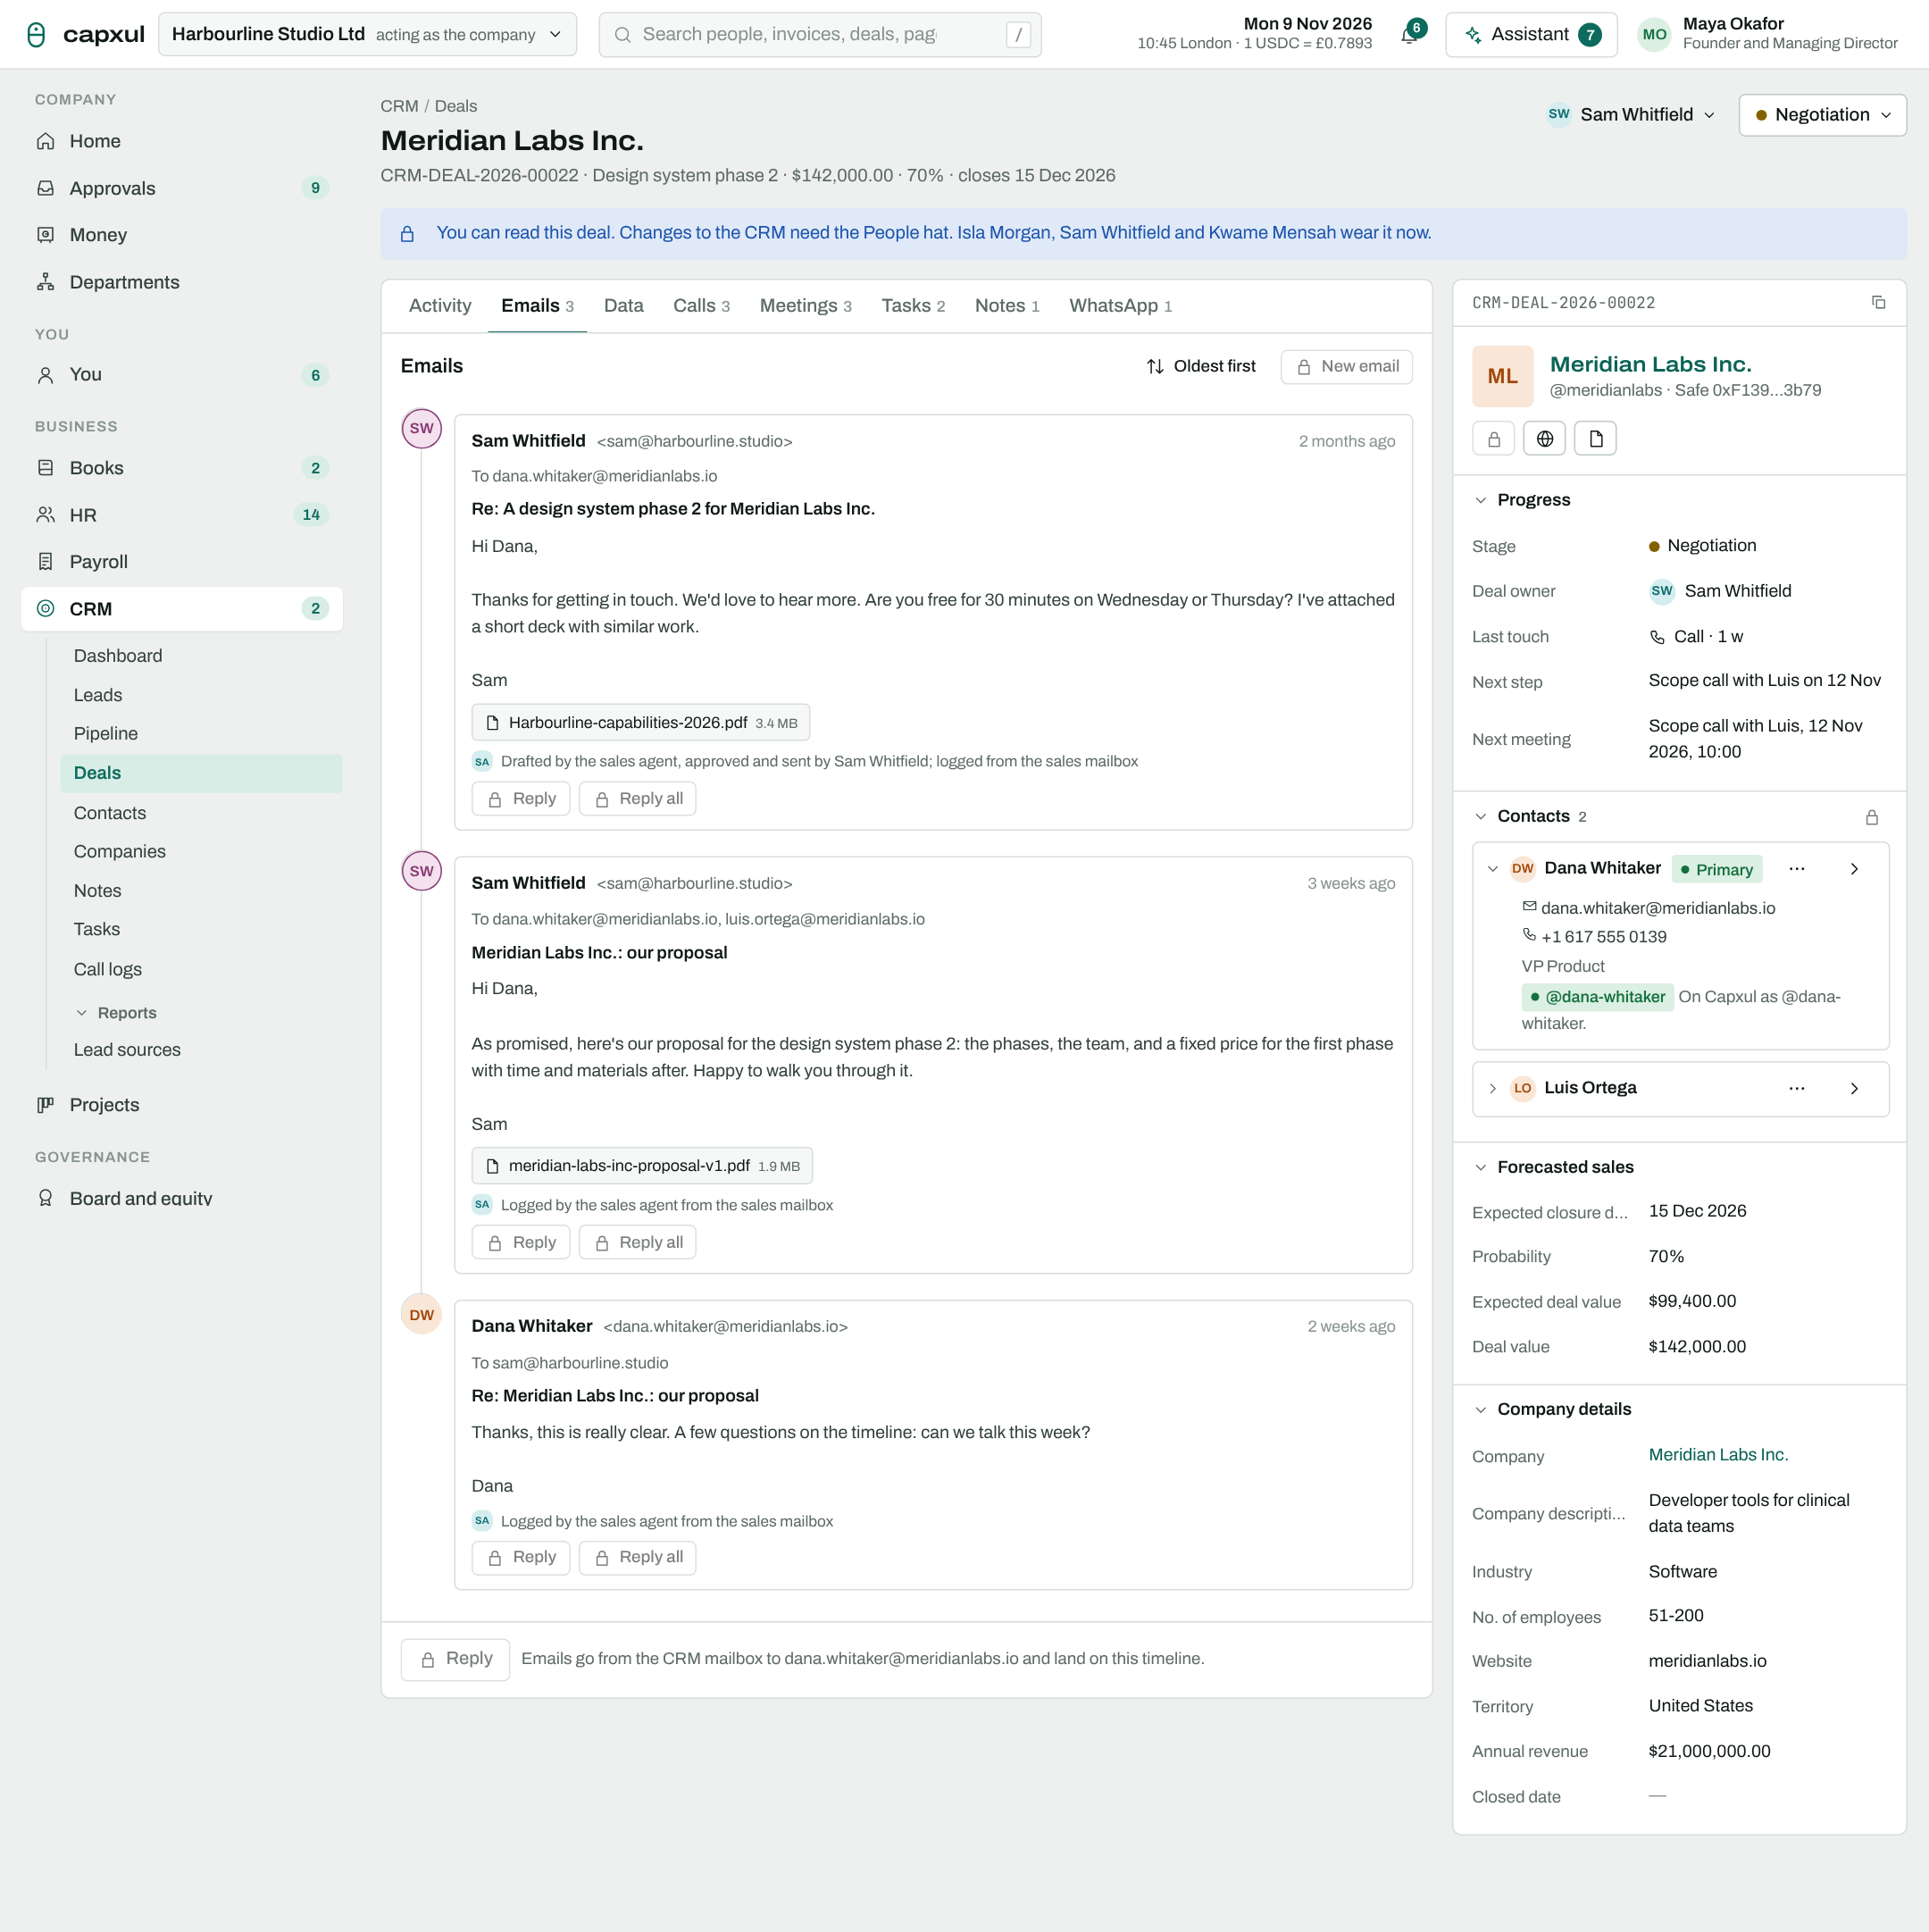 capxul
Harbourline Studio Ltd acting as the company
Search people, invoices, deals, pag
/
Mon 9 Nov 2026
10:45 London · 1 USDC = £0.7893
6
Assistant 7
MO
Maya Okafor
Founder and Managing Director
COMPANY
Home
Approvals 9
Money
Departments
YOU
You 6
BUSINESS
Books 2
HR 14
Payroll
CRM 2
Dashboard
Leads
Pipeline
Deals
Contacts
Companies
Notes
Tasks
Call logs
Reports
Lead sources
Projects
GOVERNANCE
Board and equity
CRM / Deals
Meridian Labs Inc.
CRM-DEAL-2026-00022 · Design system phase 2 · $142,000.00 · 70% · closes 15 Dec 2026
SW Sam Whitfield
Negotiation
You can read this deal. Changes to the CRM need the People hat. Isla Morgan, Sam Whitfield and Kwame Mensah wear it now.
Activity Emails 3 Data Calls 3 Meetings 3 Tasks 2 Notes 1 WhatsApp 1
Emails
Oldest first
New email
SW
Sam Whitfield <sam@harbourline.studio> 2 months ago
To dana.whitaker@meridianlabs.io
Re: A design system phase 2 for Meridian Labs Inc.
Hi Dana,
Thanks for getting in touch. We'd love to hear more. Are you free for 30 minutes on Wednesday or Thursday? I've attached
a short deck with similar work.
Sam
Harbourline-capabilities-2026.pdf 3.4 MB
SA Drafted by the sales agent, approved and sent by Sam Whitfield; logged from the sales mailbox
Reply Reply all
SW
Sam Whitfield <sam@harbourline.studio> 3 weeks ago
To dana.whitaker@meridianlabs.io, luis.ortega@meridianlabs.io
Meridian Labs Inc.: our proposal
Hi Dana,
As promised, here's our proposal for the design system phase 2: the phases, the team, and a fixed price for the first phase
with time and materials after. Happy to walk you through it.
Sam
meridian-labs-inc-proposal-v1.pdf 1.9 MB
SA Logged by the sales agent from the sales mailbox
Reply Reply all
DW
Dana Whitaker <dana.whitaker@meridianlabs.io> 2 weeks ago
To sam@harbourline.studio
Re: Meridian Labs Inc.: our proposal
Thanks, this is really clear. A few questions on the timeline: can we talk this week?
Dana
SA Logged by the sales agent from the sales mailbox
Reply Reply all
Reply Emails go from the CRM mailbox to dana.whitaker@meridianlabs.io and land on this timeline.
CRM-DEAL-2026-00022
ML
Meridian Labs Inc.
@meridianlabs · Safe 0xF139…3b79
Progress
Stage Negotiation
Deal owner SW Sam Whitfield
Last touch Call · 1 w
Next step Scope call with Luis on 12 Nov
Next meeting Scope call with Luis, 12 Nov
2026, 10:00
Contacts 2
DW Dana Whitaker Primary
dana.whitaker@meridianlabs.io
+1 617 555 0139
VP Product
@dana-whitaker On Capxul as @dana-
whitaker.
LO Luis Ortega
Forecasted sales
Expected closure d… 15 Dec 2026
Probability 70%
Expected deal value $99,400.00
Deal value $142,000.00
Company details
Company Meridian Labs Inc.
Company descripti… Developer tools for clinical
data teams
Industry Software
No. of employees 51-200
Website meridianlabs.io
Territory United States
Annual revenue $21,000,000.00
Closed date —